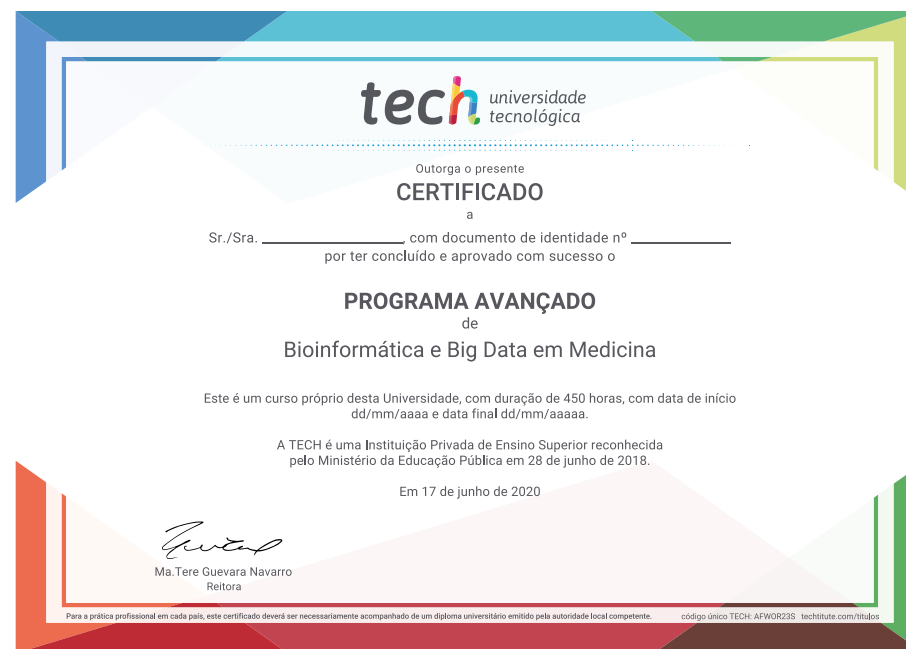 tech universidade
tecnológica
Outorga o presente
CERTIFICADO
a
Sr./Sra. ________________, com documento de identidade nº ____________
por ter concluído e aprovado com sucesso o
PROGRAMA AVANÇADO
de
Bioinformática e Big Data em Medicina
Este é um curso próprio desta Universidade, com duração de 450 horas, com data de início
dd/mm/aaaa e data final dd/mm/aaaaa.
A TECH é uma Instituição Privada de Ensino Superior reconhecida
pelo Ministério da Educação Pública em 28 de junho de 2018.
Em 17 de junho de 2020
Ma.Tere Guevara Navarro
Reitora
Para a prática profissional em cada país, este certificado deverá ser necessariamente acompanhado de um diploma universitário emitido pela autoridade local competente. código único TECH: AFWOR23S techtitute.com/titulos